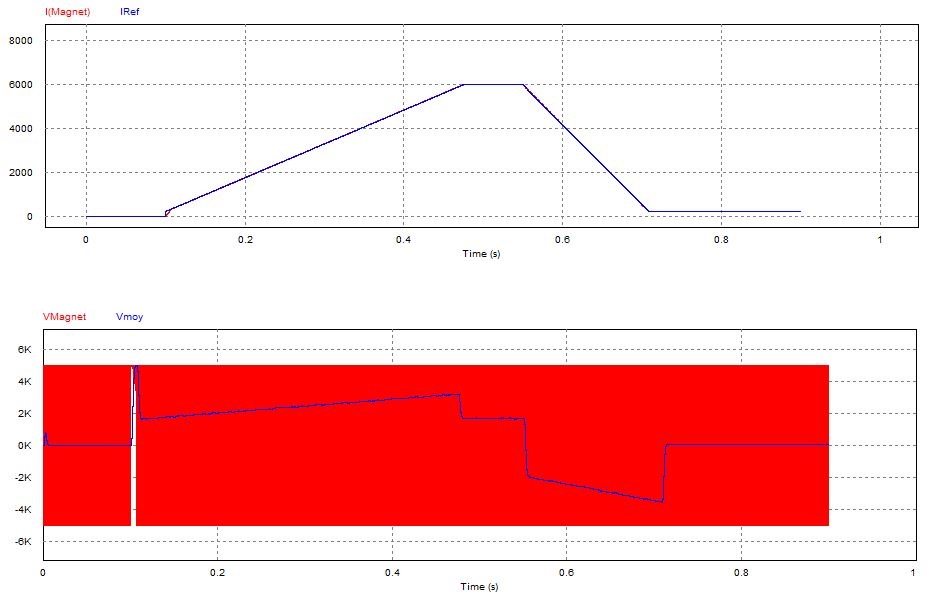 I(Magnet) IRef
8000
6000
4000
2000
0
0 0.2 0.4 0.6 0.8 1
Time (s)
VMagnet Vmoy
6K
4K
2K
0K
-2K
-4K
-6K
0 0.2 0.4 0.6 0.8 1
Time (s)